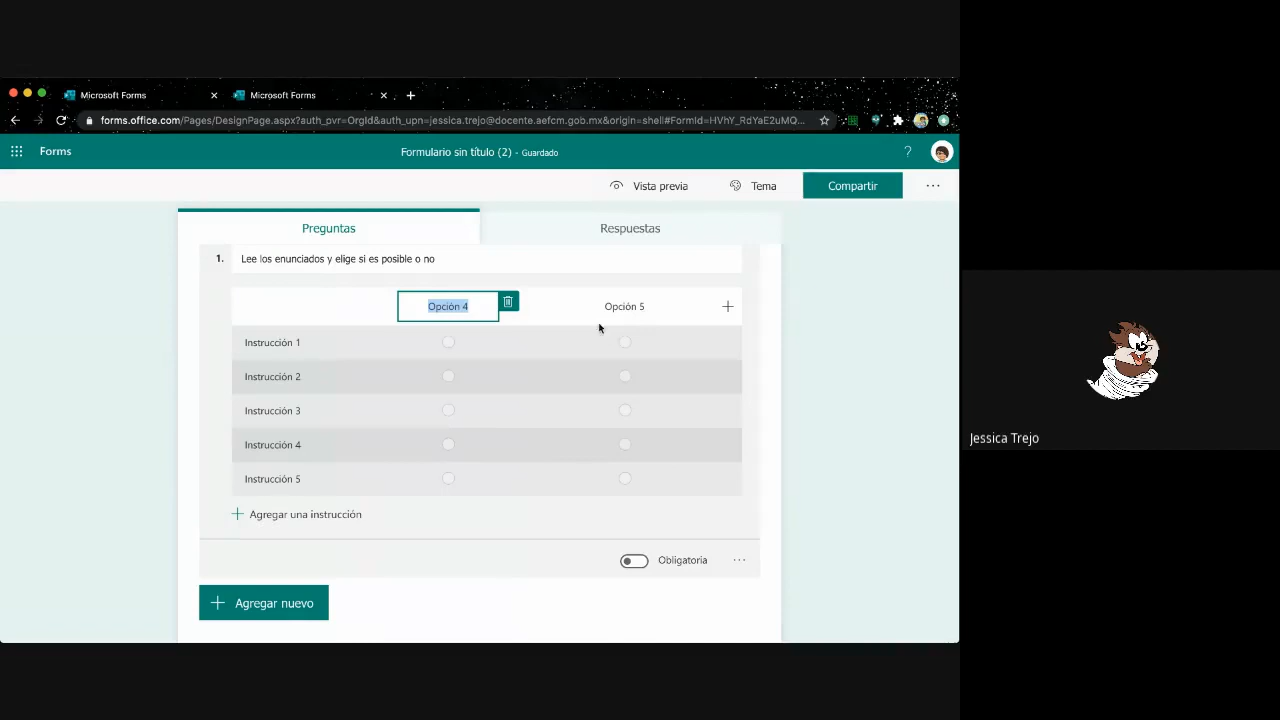 Microsoft Forms
Microsoft Forms
forms.office.com/Pages/DesignPage.aspx?auth_pvr=OrgId&auth_upn=jessica.trejo@docente.aefcm.gob.mx&origin=shell#FormId=HVhY_RdYaE2uMQ...
Forms
Formulario sin título (2) - Guardado
?
Vista previa
Tema
Compartir
Preguntas
Respuestas
1. Lee los enunciados y elige si es posible o no
Opción 4
Opción 5
Instrucción 1
Instrucción 2
Instrucción 3
Instrucción 4
Instrucción 5
Agregar una instrucción
Obligatoria
Agregar nuevo
Jessica Trejo